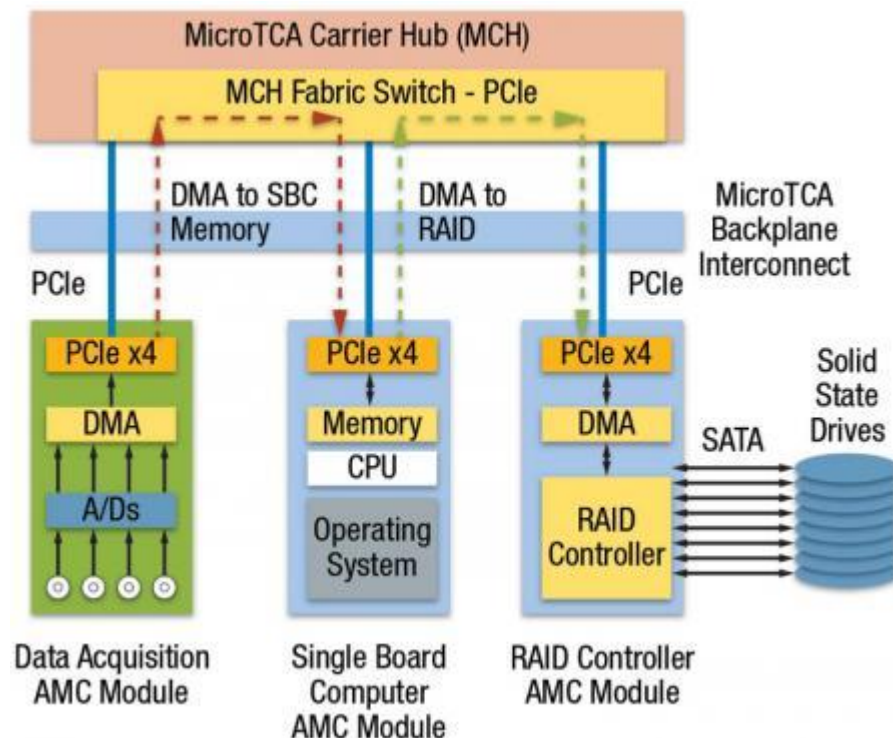 MicroTCA Carrier Hub (MCH)
MCH Fabric Switch - PCIe
DMA to SBC
Memory
DMA to
RAID
MicroTCA
Backplane
Interconnect
PCIe
PCIe
PCIe x4
DMA
A/Ds
PCIe x4
Memory
CPU
Operating
System
PCIe x4
DMA
RAID
Controller
SATA
Solid
State
Drives
Data Acquisition
AMC Module
Single Board
Computer
AMC Module
RAID Controller
AMC Module